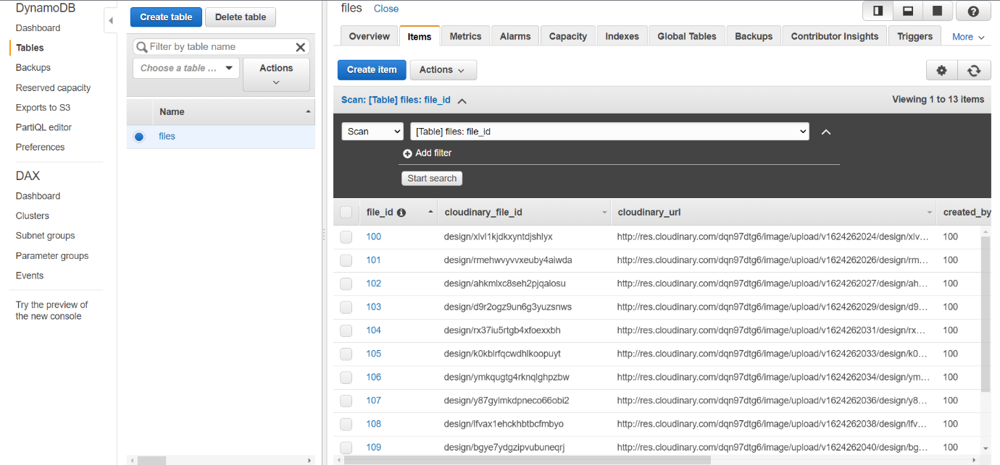 DynamoDB
Dashboard
Tables
Backups
Reserved capacity
Exports to S3
PartiQL editor
Preferences
DAX
Dashboard
Clusters
Subnet groups
Parameter groups
Events
Try the preview of
the new console
Create table
Delete table
Filter by table name
Choose a table ...
Actions
Name
files
files Close
Overview
Items
Metrics
Alarms
Capacity
Indexes
Global Tables
Backups
Contributor Insights
Triggers
More
Create item
Actions
Scan: [Table] files: file_id
Viewing 1 to 13 items
Scan
[Table] files: file_id
Add filter
Start search
file_id cloudinary_file_id cloudinary_url created_by
100 design/xlvl1kjdkxyntdjshlyx http://res.cloudinary.com/dqn97dtg6/image/upload/v1624262024/design/xlv... 100
101 design/rmehwvyvvxeuby4aiwda http://res.cloudinary.com/dqn97dtg6/image/upload/v1624262026/design/rm... 100
102 design/ahkmlxc8seh2pjqalosu http://res.cloudinary.com/dqn97dtg6/image/upload/v1624262027/design/ah... 100
103 design/d9r2ogz9un6g3yuzsnws http://res.cloudinary.com/dqn97dtg6/image/upload/v1624262029/design/d9... 100
104 design/rx37iu5rtgb4xfoexxbh http://res.cloudinary.com/dqn97dtg6/image/upload/v1624262031/design/rx... 100
105 design/k0kblrfqcwdhlkoopuyt http://res.cloudinary.com/dqn97dtg6/image/upload/v1624262033/design/k0... 100
106 design/ymkqugtg4rknqlghpzbw http://res.cloudinary.com/dqn97dtg6/image/upload/v1624262034/design/ym... 100
107 design/y87gylmkdpneco66obi2 http://res.cloudinary.com/dqn97dtg6/image/upload/v1624262036/design/y8... 100
108 design/lfvax1ehckhbtbcfmbyo http://res.cloudinary.com/dqn97dtg6/image/upload/v1624262038/design/lfv... 100
109 design/bgye7ydgzipvubuneqrj http://res.cloudinary.com/dqn97dtg6/image/upload/v1624262040/design/bg... 100